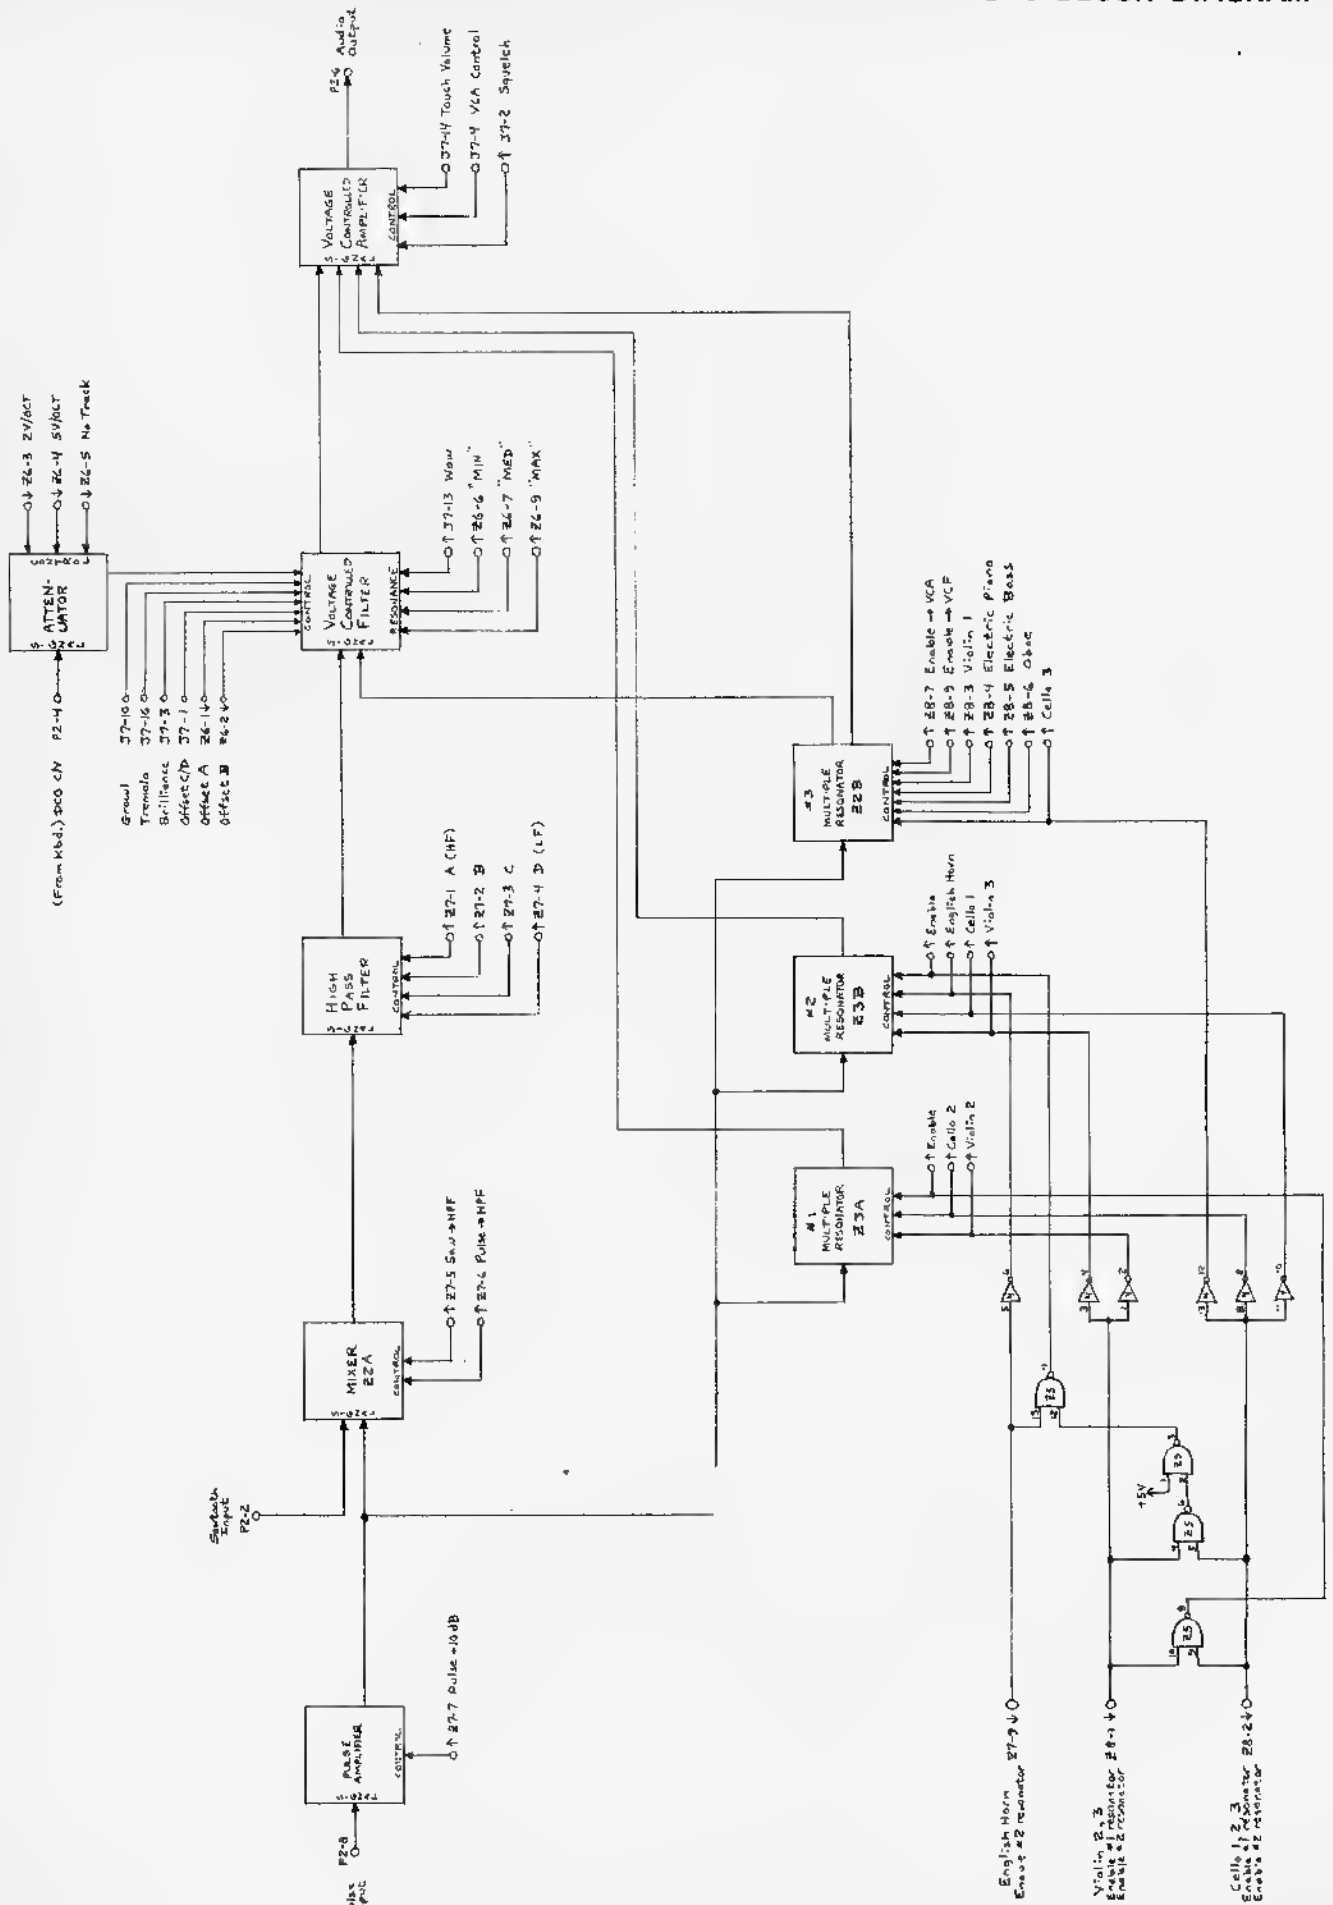 P2-6 Audio Output
J7-14 Touch Volume
J7-4 VCA Control
↑ J7-2 Squelch
VOLTAGE CONTROLLED AMPLIFIER
SIGNAL
CONTROL
↓ Z6-3 2V/OCT
↓ Z6-4 5V/OCT
↓ Z6-5 No Track
ATTENUATOR
SIGNAL
CONTROL
(From Kbd.) DCO CV P2-4
Growl J7-10
Tremolo J7-16
Brilliance J7-3
Offset C/D J7-1
Offset A Z6-1↓
Offset B Z6-2↓
VOLTAGE CONTROLLED FILTER
SIGNAL
CONTROL
RESONANCE
↑ J7-13 Wow
↑ Z6-6 "MIN"
↑ Z6-7 "MED"
↑ Z6-9 "MAX"
HIGH PASS FILTER
SIGNAL
CONTROL
↑ Z7-1 A (HF)
↑ Z7-2 B
↑ Z7-3 C
↑ Z7-4 D (LF)
MIXER Z2A
SIGNAL
CONTROL
↑ Z7-5 Saw→HPF
↑ Z7-6 Pulse→HPF
Sawtooth Input
P2-2
PULSE AMPLIFIER
SIGNAL
CONTROL
↑ Z7-7 Pulse +10dB
P2-8
#3 MULTIPLE RESONATOR Z2B
CONTROL
↑ Z8-7 Enable→VCA
↑ Z8-9 Enable→VCF
↑ Z8-3 Violin 1
↑ Z8-4 Electric Piano
↑ Z8-5 Electric Bass
↑ Z8-6 Oboe
↑ Cello 3
#2 MULTIPLE RESONATOR Z3B
CONTROL
↑ Enable
↑ English Horn
↑ Cello 1
↑ Violin 3
#1 MULTIPLE RESONATOR Z3A
CONTROL
↑ Enable
↑ Cello 2
↑ Violin 2
+5V
Z5
Z5
Z5
English Horn
Enable #2 resonator Z7-9↓
Violin 2, 3
Enable #1 resonator Z8-1↓
Enable #2 resonator
Cello 1, 2, 3
Enable #1 resonator Z8-2↓
Enable #2 resonator